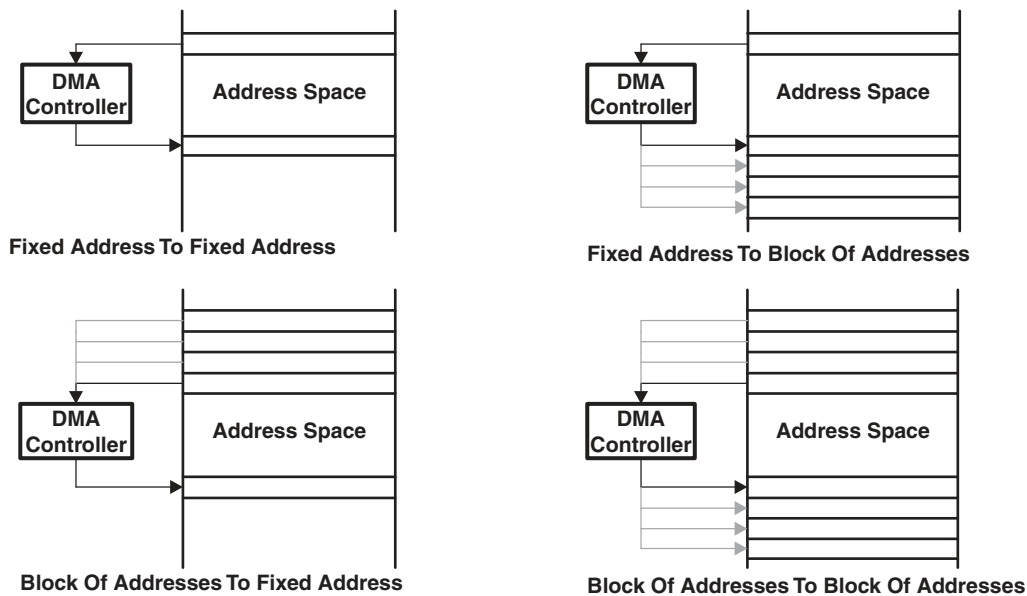 DMA
Controller
Address Space
Fixed Address To Fixed Address
DMA
Controller
Address Space
Fixed Address To Block Of Addresses
DMA
Controller
Address Space
Block Of Addresses To Fixed Address
DMA
Controller
Address Space
Block Of Addresses To Block Of Addresses